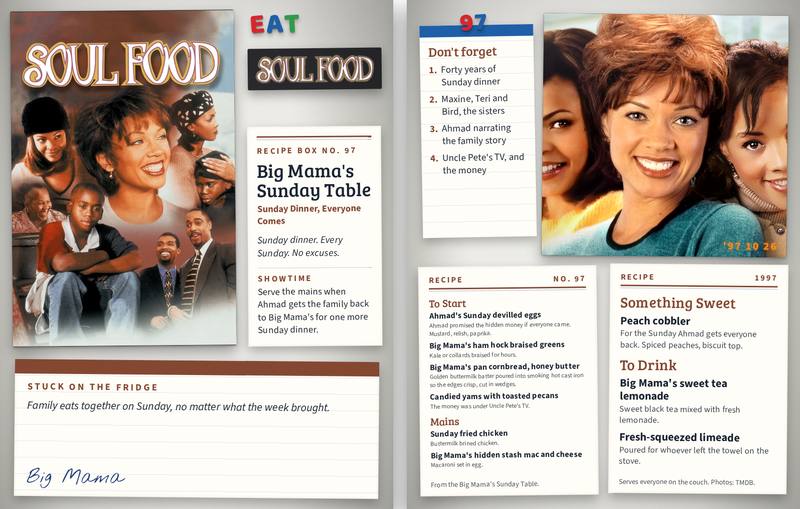 SOUL FOOD
EAT
SOUL FOOD
RECIPE BOX NO. 97
Big Mama's
Sunday Table
Sunday Dinner, Everyone
Comes
Sunday dinner. Every
Sunday. No excuses.
SHOWTIME
Serve the mains when
Ahmad gets the family back
to Big Mama's for one more
Sunday dinner.
STUCK ON THE FRIDGE
Family eats together on Sunday, no matter what the week brought.
Big Mama
97
Don't forget
1. Forty years of
Sunday dinner
2. Maxine, Teri and
Bird, the sisters
3. Ahmad narrating
the family story
4. Uncle Pete's TV, and
the money
'97 10 26
RECIPE NO. 97
To Start
Ahmad's Sunday devilled eggs
Ahmad promised the hidden money if everyone came.
Mustard, relish, paprika.
Big Mama's ham hock braised greens
Kale or collards braised for hours.
Big Mama's pan cornbread, honey butter
Golden buttermilk batter poured into smoking hot cast iron
so the edges crisp, cut in wedges.
Candied yams with toasted pecans
The money was under Uncle Pete's TV.
Mains
Sunday fried chicken
Buttermilk brined chicken.
Big Mama's hidden stash mac and cheese
Macaroni set in egg.
From the Big Mama's Sunday Table.
RECIPE 1997
Something Sweet
Peach cobbler
For the Sunday Ahmad gets everyone
back. Spiced peaches, biscuit top.
To Drink
Big Mama's sweet tea
lemonade
Sweet black tea mixed with fresh
lemonade.
Fresh-squeezed limeade
Poured for whoever left the towel on the
stove.
Serves everyone on the couch. Photos: TMDB.